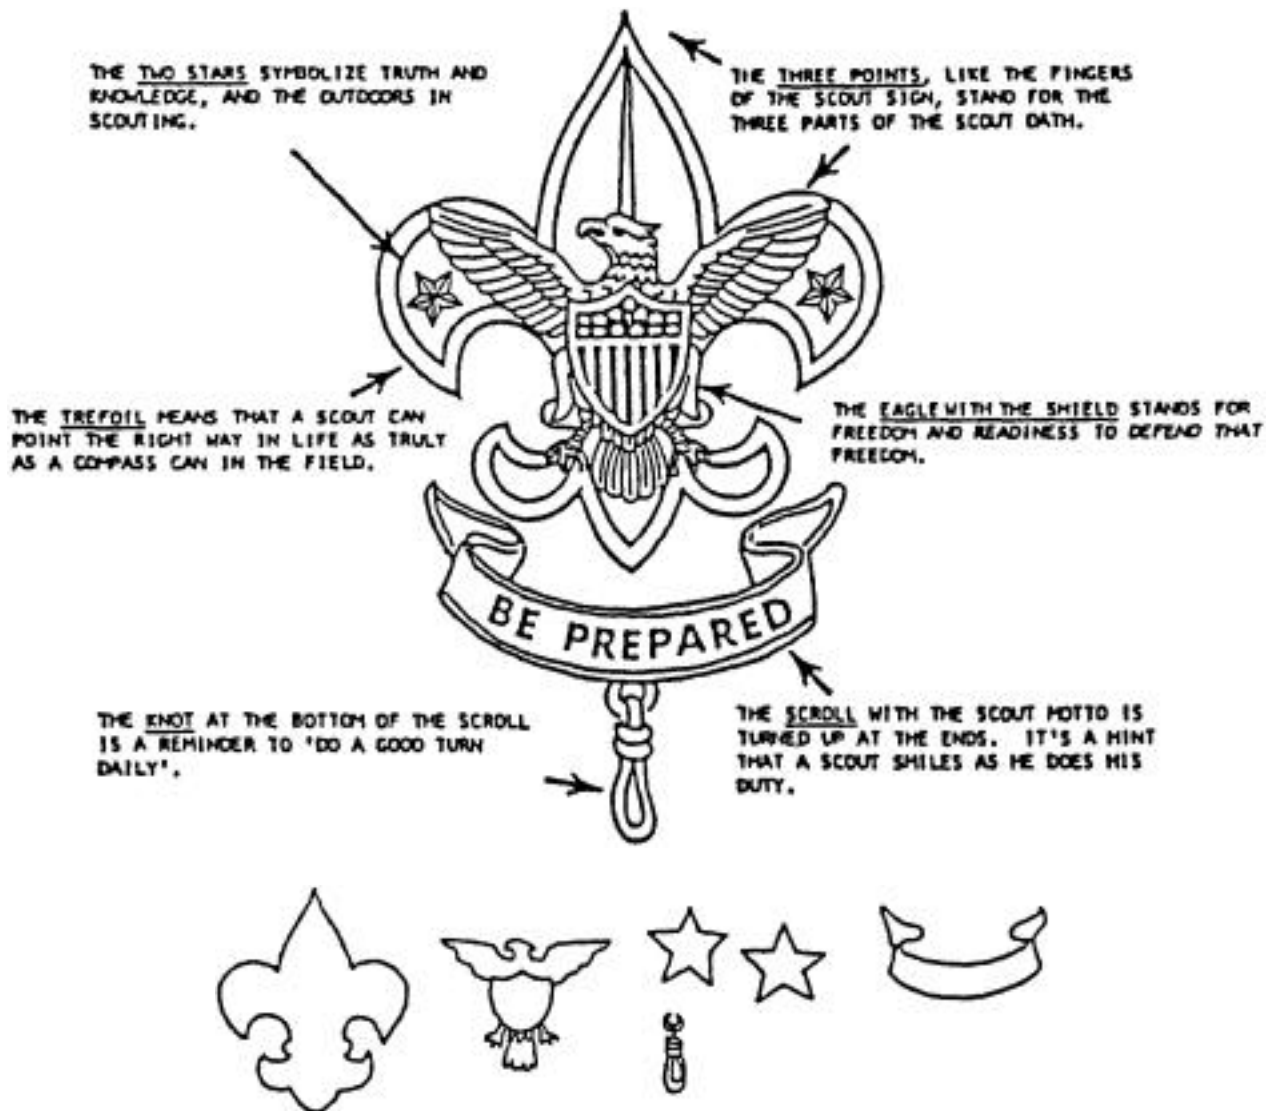 THE TWO STARS SYMBOLIZE TRUTH AND
KNOWLEDGE, AND THE OUTDOORS IN
SCOUTING.
THE THREE POINTS, LIKE THE FINGERS
OF THE SCOUT SIGN, STAND FOR THE
THREE PARTS OF THE SCOUT OATH.
THE TREFOIL MEANS THAT A SCOUT CAN
POINT THE RIGHT WAY IN LIFE AS TRULY
AS A COMPASS CAN IN THE FIELD.
THE EAGLE WITH THE SHIELD STANDS FOR
FREEDOM AND READINESS TO DEFEND THAT
FREEDOM.
BE PREPARED
THE KNOT AT THE BOTTOM OF THE SCROLL
IS A REMINDER TO 'DO A GOOD TURN
DAILY'.
THE SCROLL WITH THE SCOUT MOTTO IS
TURNED UP AT THE ENDS. IT'S A HINT
THAT A SCOUT SMILES AS HE DOES HIS
DUTY.